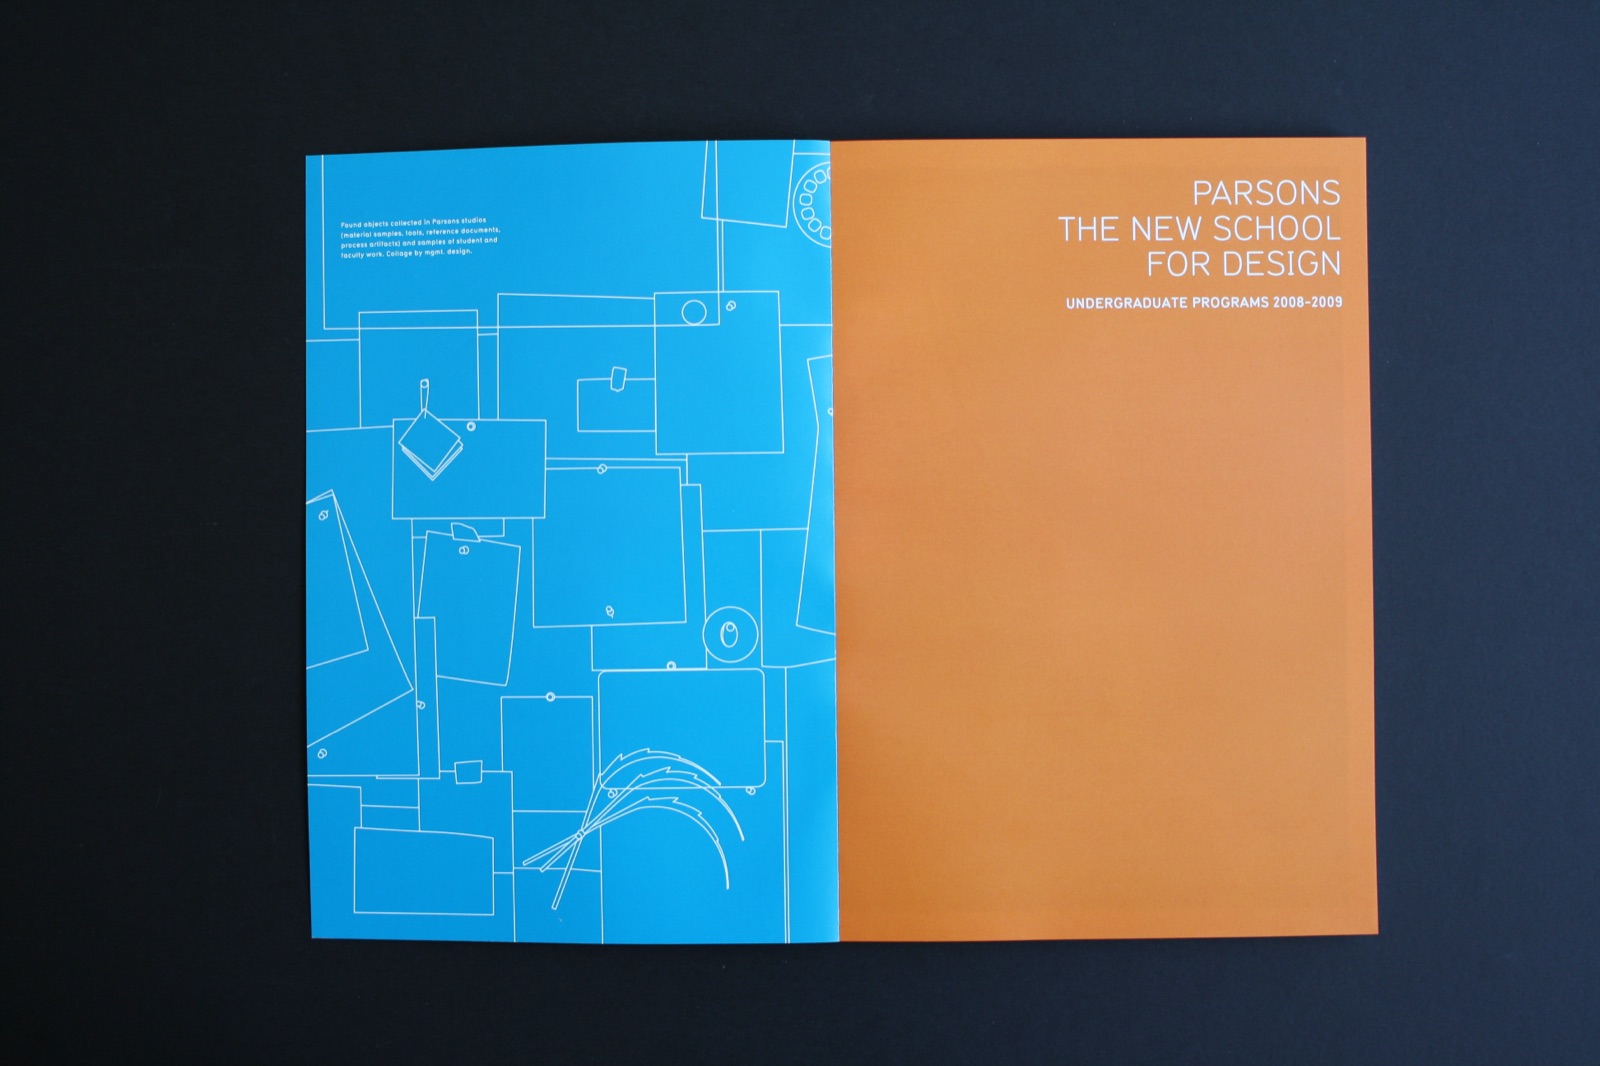 Found objects collected in Parsons studios
(material samples, tools, reference documents,
process artifacts) and samples of student and
faculty work. Collage by mgmt. design.
PARSONS
THE NEW SCHOOL
FOR DESIGN
UNDERGRADUATE PROGRAMS 2008-2009